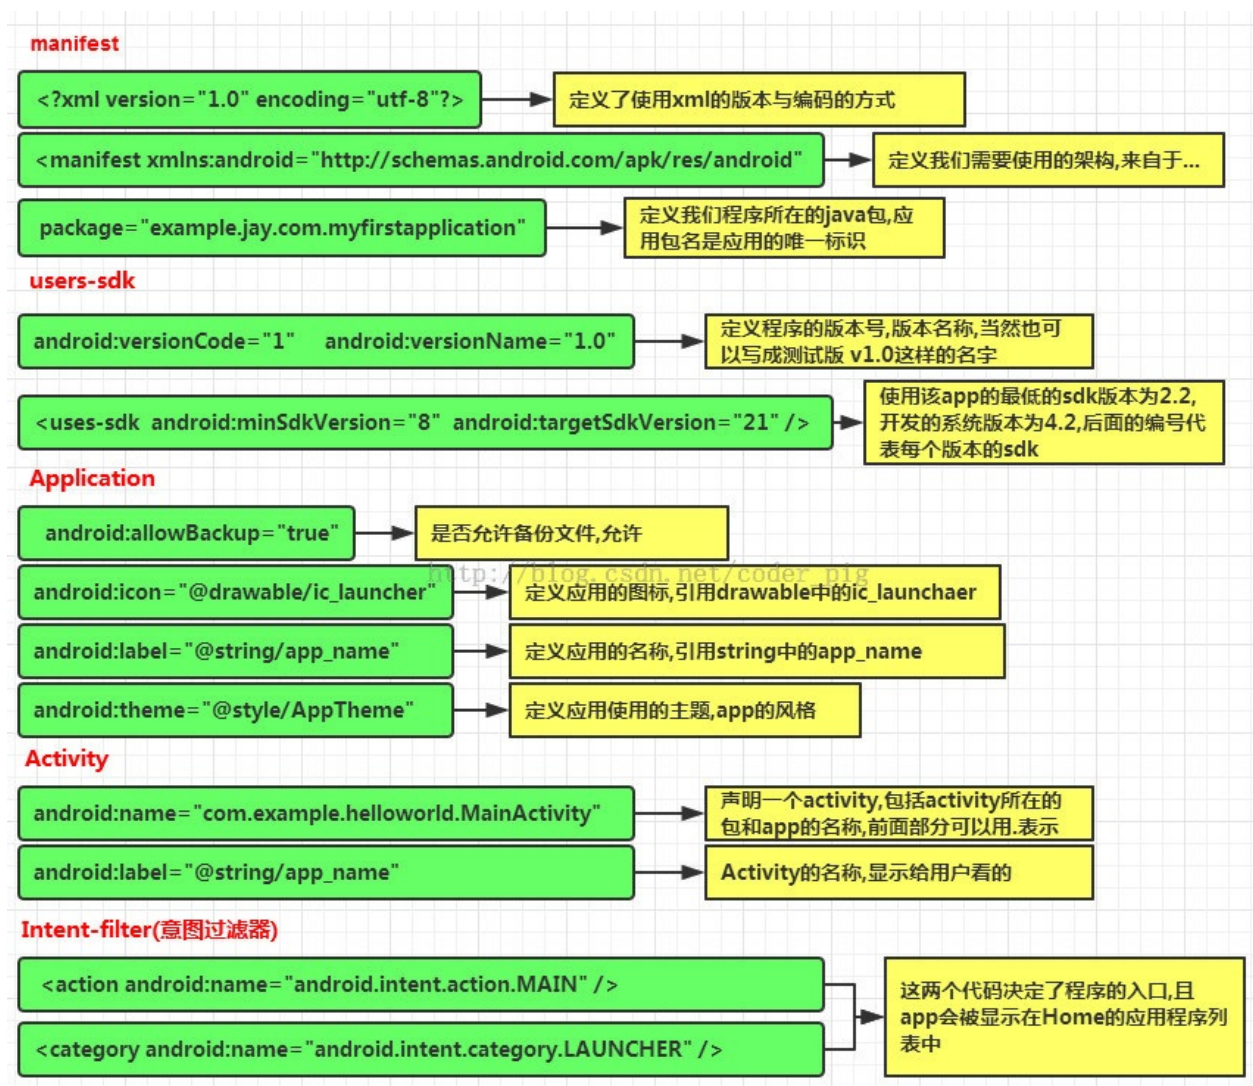 manifest
<?xml version="1.0" encoding="utf-8"?>
定义了使用xml的版本与编码的方式
<manifest xmlns:android="http://schemas.android.com/apk/res/android"
定义我们需要使用的架构,来自于...
package="example.jay.com.myfirstapplication"
定义我们程序所在的java包,应
用包名是应用的唯一标识
users-sdk
android:versionCode="1" android:versionName="1.0"
定义程序的版本号,版本名称,当然也可
以写成测试版 v1.0这样的名字
<uses-sdk android:minSdkVersion="8" android:targetSdkVersion="21" />
使用该app的最低的sdk版本为2.2,
开发的系统版本为4.2,后面的编号代
表每个版本的sdk
Application
android:allowBackup="true"
是否允许备份文件,允许
http://blog.csdn.net/coder_pig
android:icon="@drawable/ic_launcher"
定义应用的图标,引用drawable中的ic_launchaer
android:label="@string/app_name"
定义应用的名称,引用string中的app_name
android:theme="@style/AppTheme"
定义应用使用的主题,app的风格
Activity
android:name="com.example.helloworld.MainActivity"
声明一个activity,包括activity所在的
包和app的名称,前面部分可以用.表示
android:label="@string/app_name"
Activity的名称,显示给用户看的
Intent-filter(意图过滤器)
<action android:name="android.intent.action.MAIN" />
<category android:name="android.intent.category.LAUNCHER" />
这两个代码决定了程序的入口,且
app会被显示在Home的应用程序列
表中